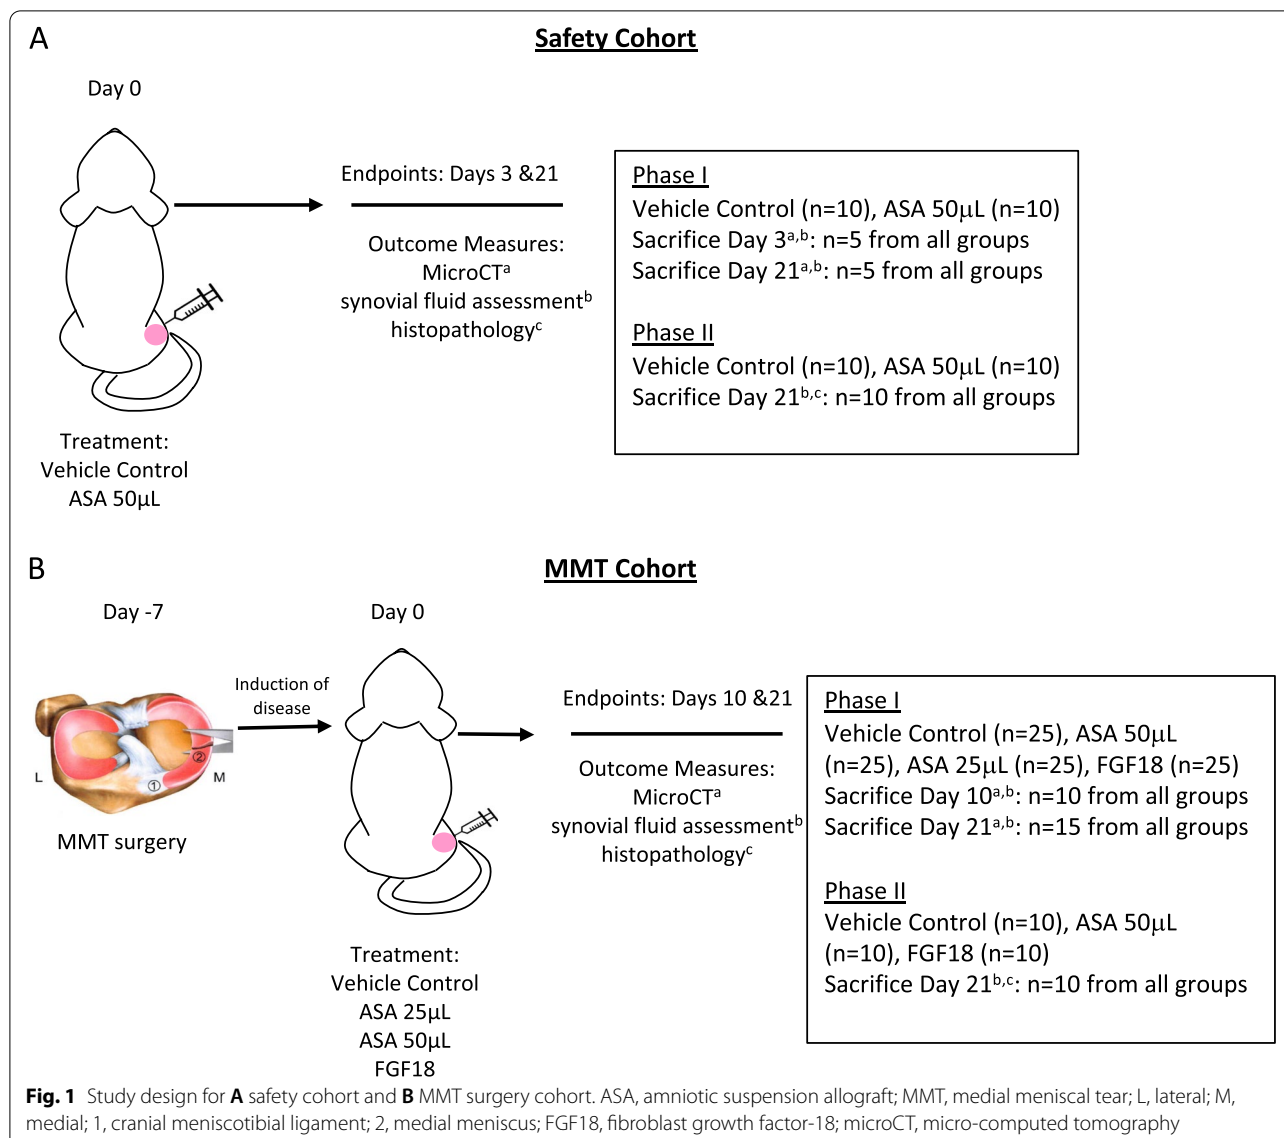 A
Safety Cohort
Day 0
Endpoints: Days 3 &21
Outcome Measures:
MicroCTᵃ
synovial fluid assessmentᵇ
histopathologyᶜ
Treatment:
Vehicle Control
ASA 50µL
Phase I
Vehicle Control (n=10), ASA 50µL (n=10)
Sacrifice Day 3ᵃ,ᵇ: n=5 from all groups
Sacrifice Day 21ᵃ,ᵇ: n=5 from all groups
Phase II
Vehicle Control (n=10), ASA 50µL (n=10)
Sacrifice Day 21ᵇ,ᶜ: n=10 from all groups
B
MMT Cohort
Day -7
L
1
2
M
MMT surgery
Induction of
disease
Day 0
Treatment:
Vehicle Control
ASA 25µL
ASA 50µL
FGF18
Endpoints: Days 10 &21
Outcome Measures:
MicroCTᵃ
synovial fluid assessmentᵇ
histopathologyᶜ
Phase I
Vehicle Control (n=25), ASA 50µL
(n=25), ASA 25µL (n=25), FGF18 (n=25)
Sacrifice Day 10ᵃ,ᵇ: n=10 from all groups
Sacrifice Day 21ᵃ,ᵇ: n=15 from all groups
Phase II
Vehicle Control (n=10), ASA 50µL
(n=10), FGF18 (n=10)
Sacrifice Day 21ᵇ,ᶜ: n=10 from all groups
Fig. 1 Study design for A safety cohort and B MMT surgery cohort. ASA, amniotic suspension allograft; MMT, medial meniscal tear; L, lateral; M,
medial; 1, cranial meniscotibial ligament; 2, medial meniscus; FGF18, fibroblast growth factor-18; microCT, micro-computed tomography